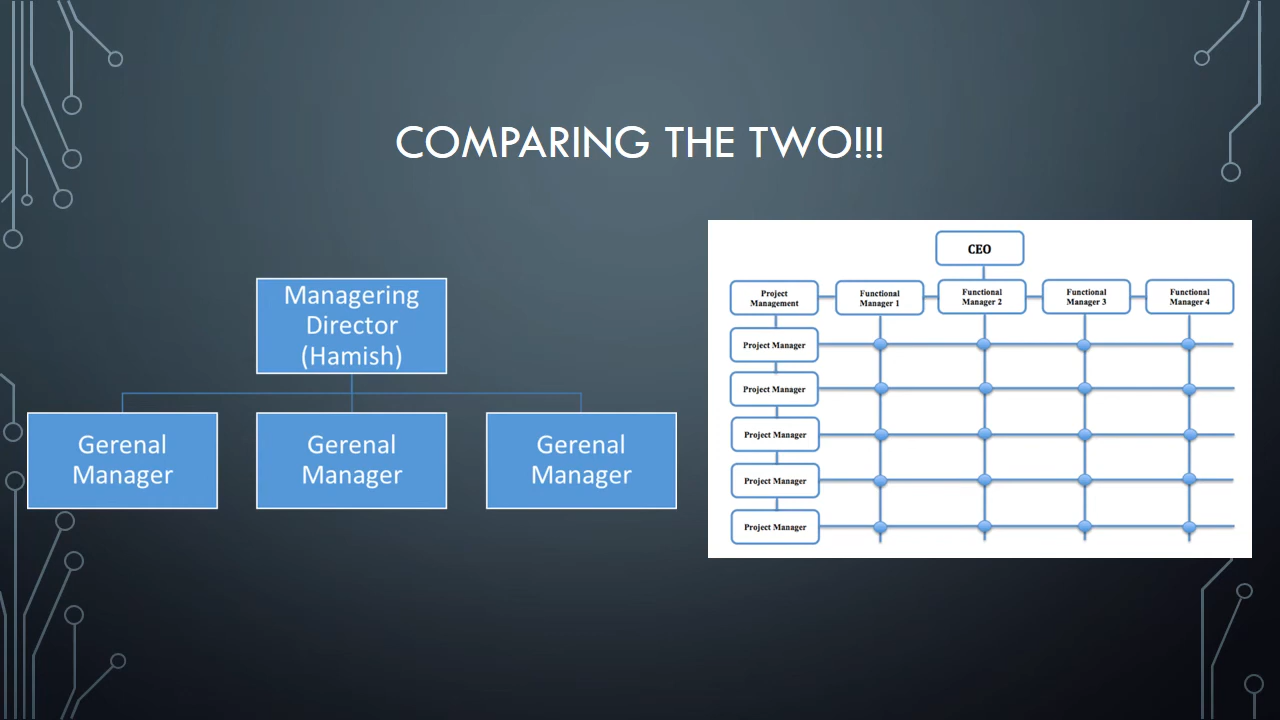 COMPARING THE TWO!!!
Managering
Director
(Hamish)
Gerenal
Manager
Gerenal
Manager
Gerenal
Manager
CEO
Project
Management
Functional
Manager 1
Functional
Manager 2
Functional
Manager 3
Functional
Manager 4
Project Manager
Project Manager
Project Manager
Project Manager
Project Manager